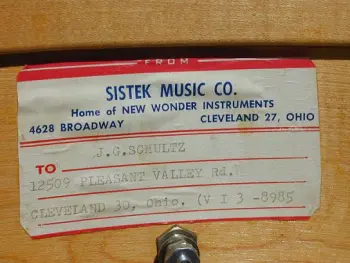 FROM
SISTEK MUSIC CO.
Home of NEW WONDER INSTRUMENTS
4628 BROADWAY CLEVELAND 27, OHIO
TO J.G.SCHULTZ
12509 PLEASANT VALLEY Rd.
CLEVELAND 30, Ohio. (V I 3 -8985